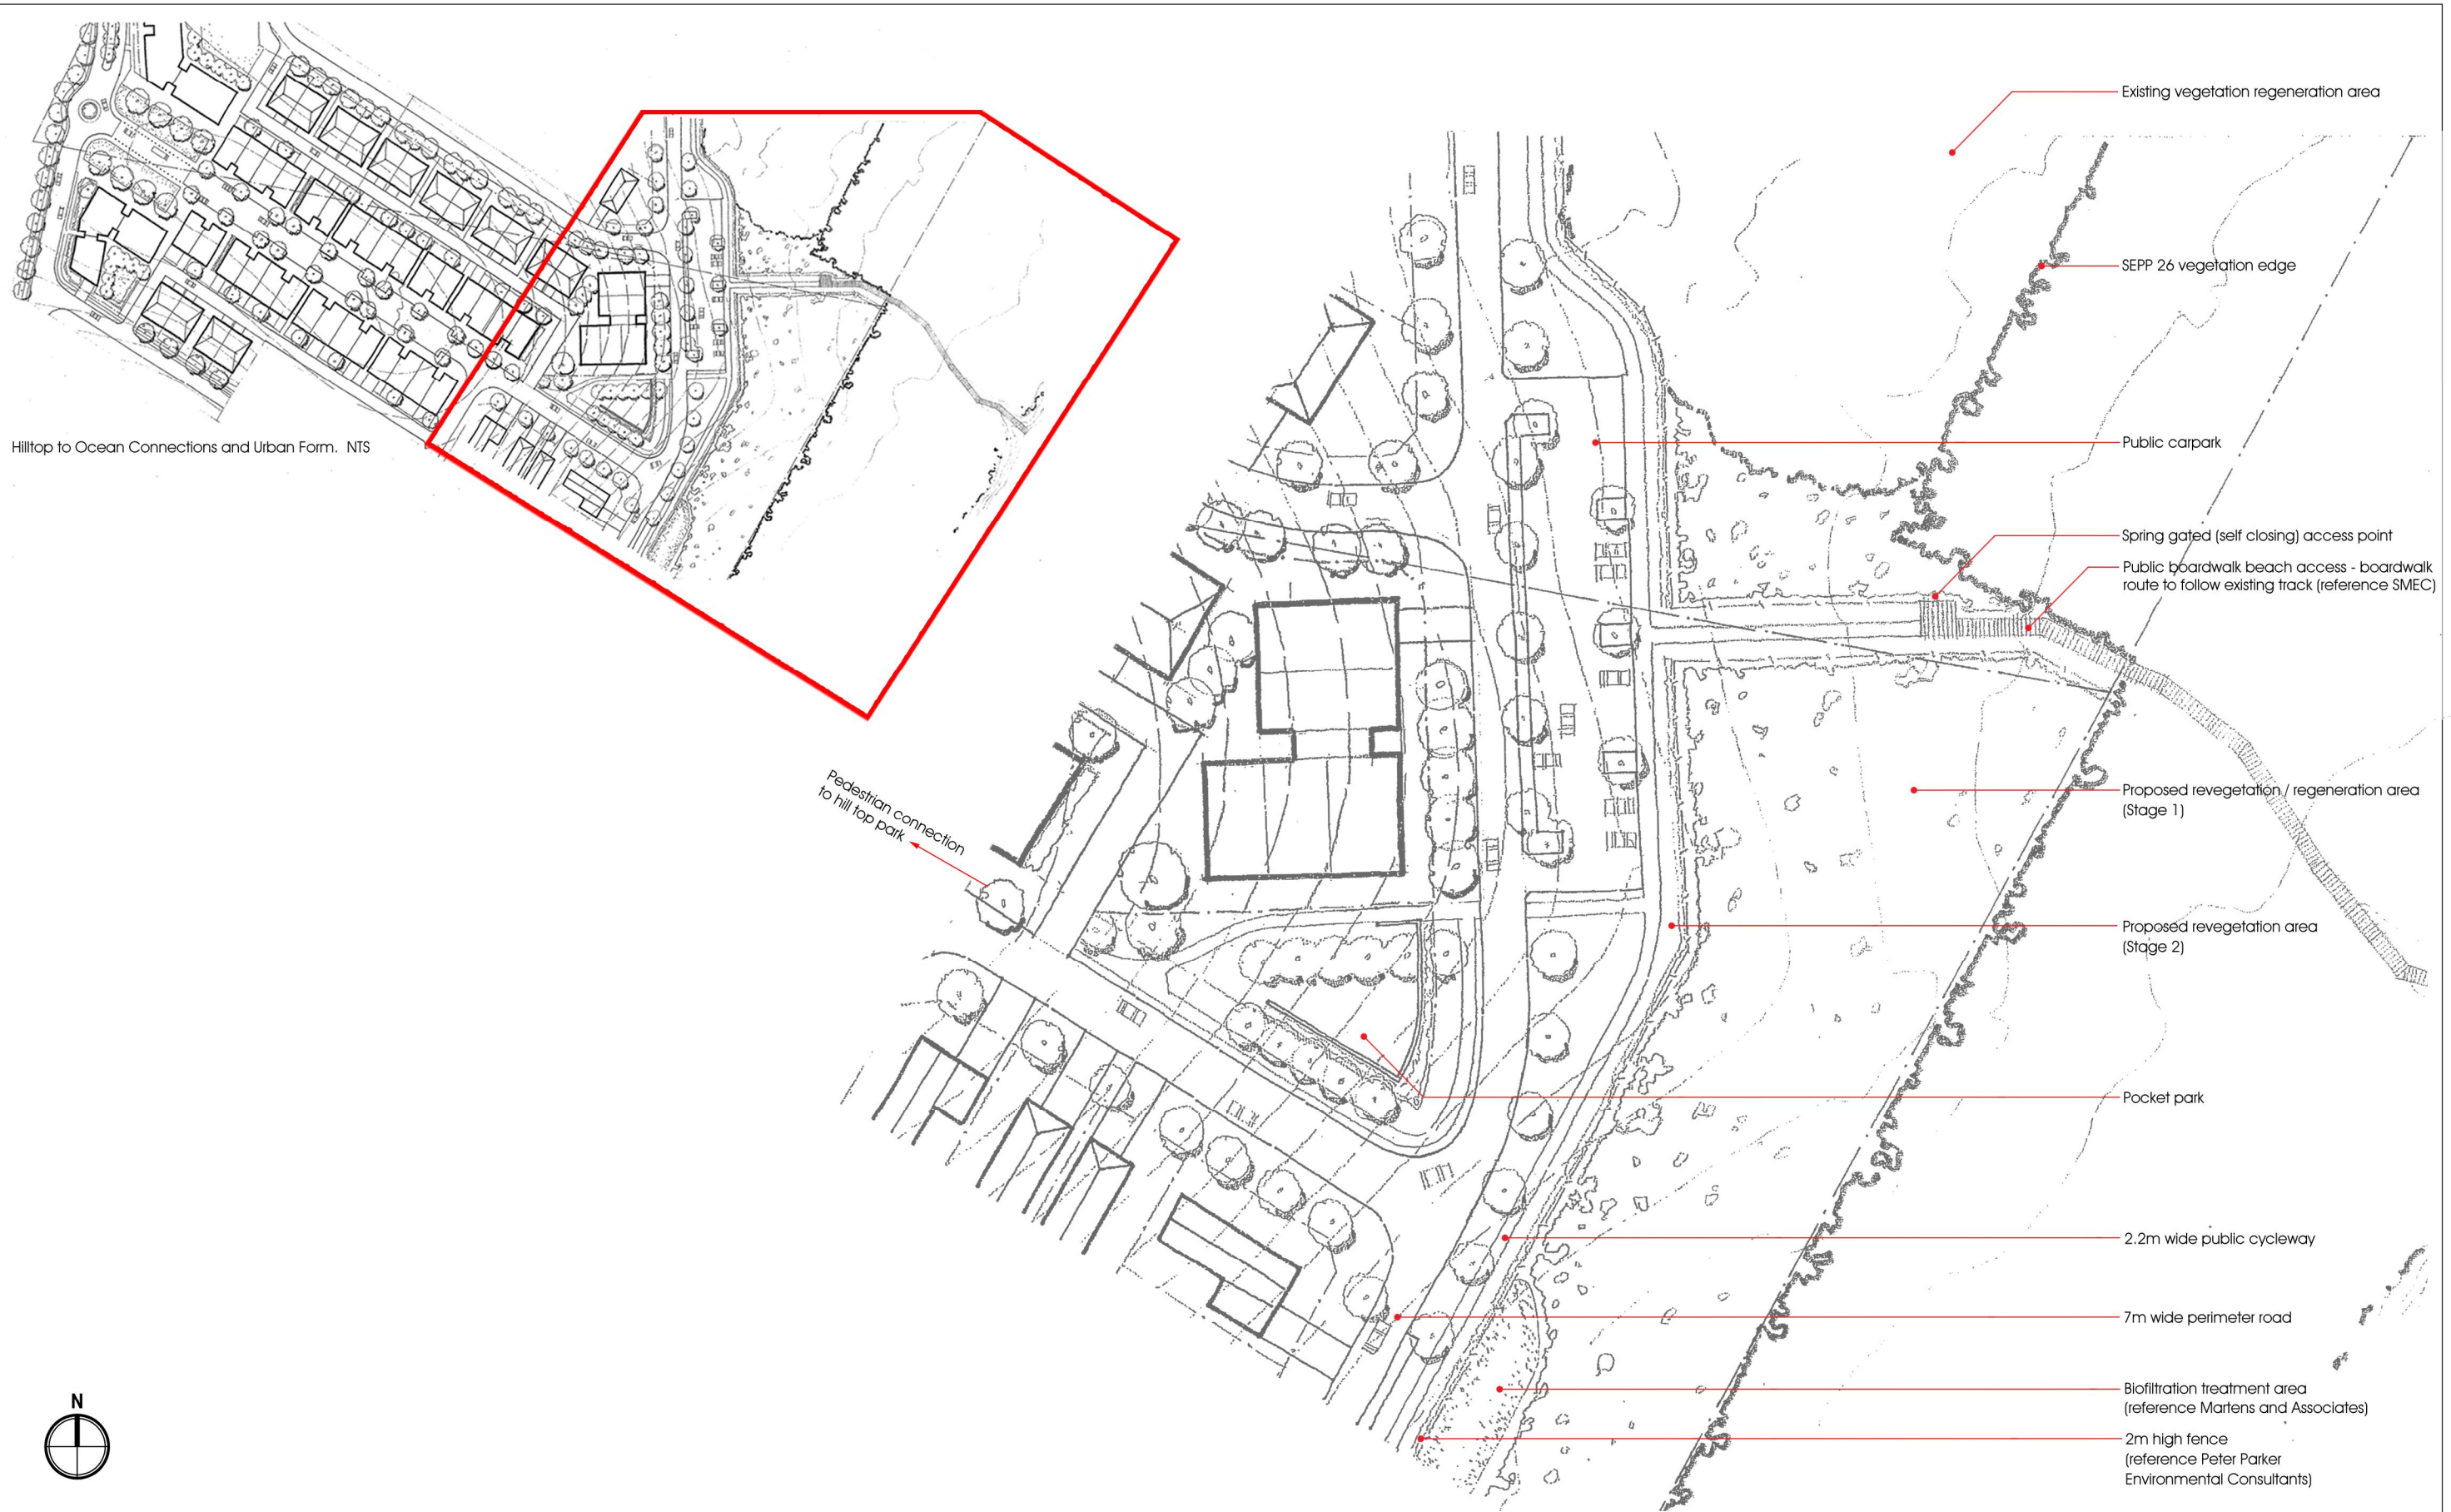 Existing vegetation regeneration area
SEPP 26 vegetation edge
Hilltop to Ocean Connections and Urban Form. NTS
Public carpark
Spring gated (self closing) access point
Public boardwalk beach access - boardwalk
route to follow existing track (reference SMEC)
Pedestrian connection
to hill top park
Proposed revegetation / regeneration area
(Stage 1)
Proposed revegetation area
(Stage 2)
Pocket park
2.2m wide public cycleway
7m wide perimeter road
Biofiltration treatment area
(reference Martens and Associates)
2m high fence
(reference Peter Parker
Environmental Consultants)
N